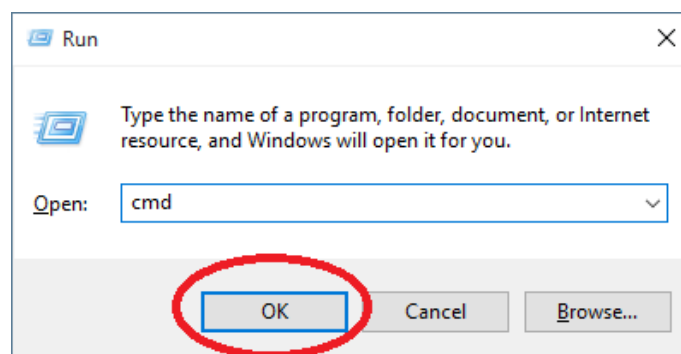 Run
Type the name of a program, folder, document, or Internet
resource, and Windows will open it for you.
Open: cmd
OK Cancel Browse...